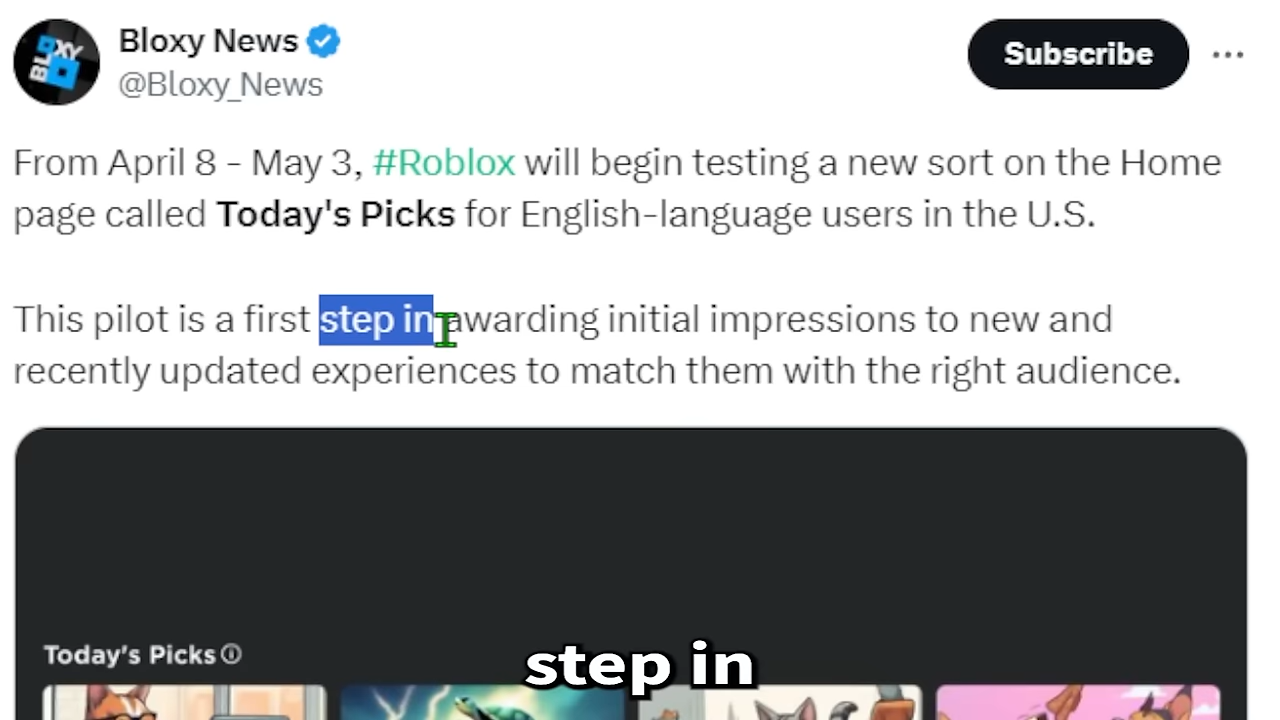 Bloxy News
@Bloxy_News
Subscribe
BLOXY
From April 8 - May 3, #Roblox will begin testing a new sort on the Home
page called Today's Picks for English-language users in the U.S.
This pilot is a first step in awarding initial impressions to new and
recently updated experiences to match them with the right audience.
Today's Picks
step in